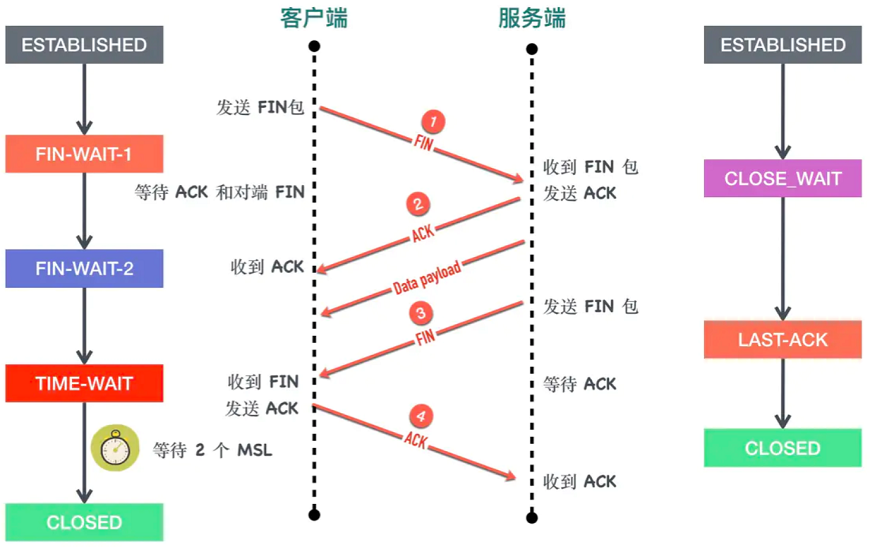 客户端
服务端
ESTABLISHED
ESTABLISHED
发送 FIN包
1
FIN
FIN-WAIT-1
收到 FIN 包
CLOSE_WAIT
等待 ACK 和对端 FIN
发送 ACK
2
ACK
收到 ACK
FIN-WAIT-2
Data payload
发送 FIN 包
3
FIN
LAST-ACK
TIME-WAIT
收到 FIN
等待 ACK
发送 ACK
4
ACK
等待 2 个 MSL
CLOSED
收到 ACK
CLOSED